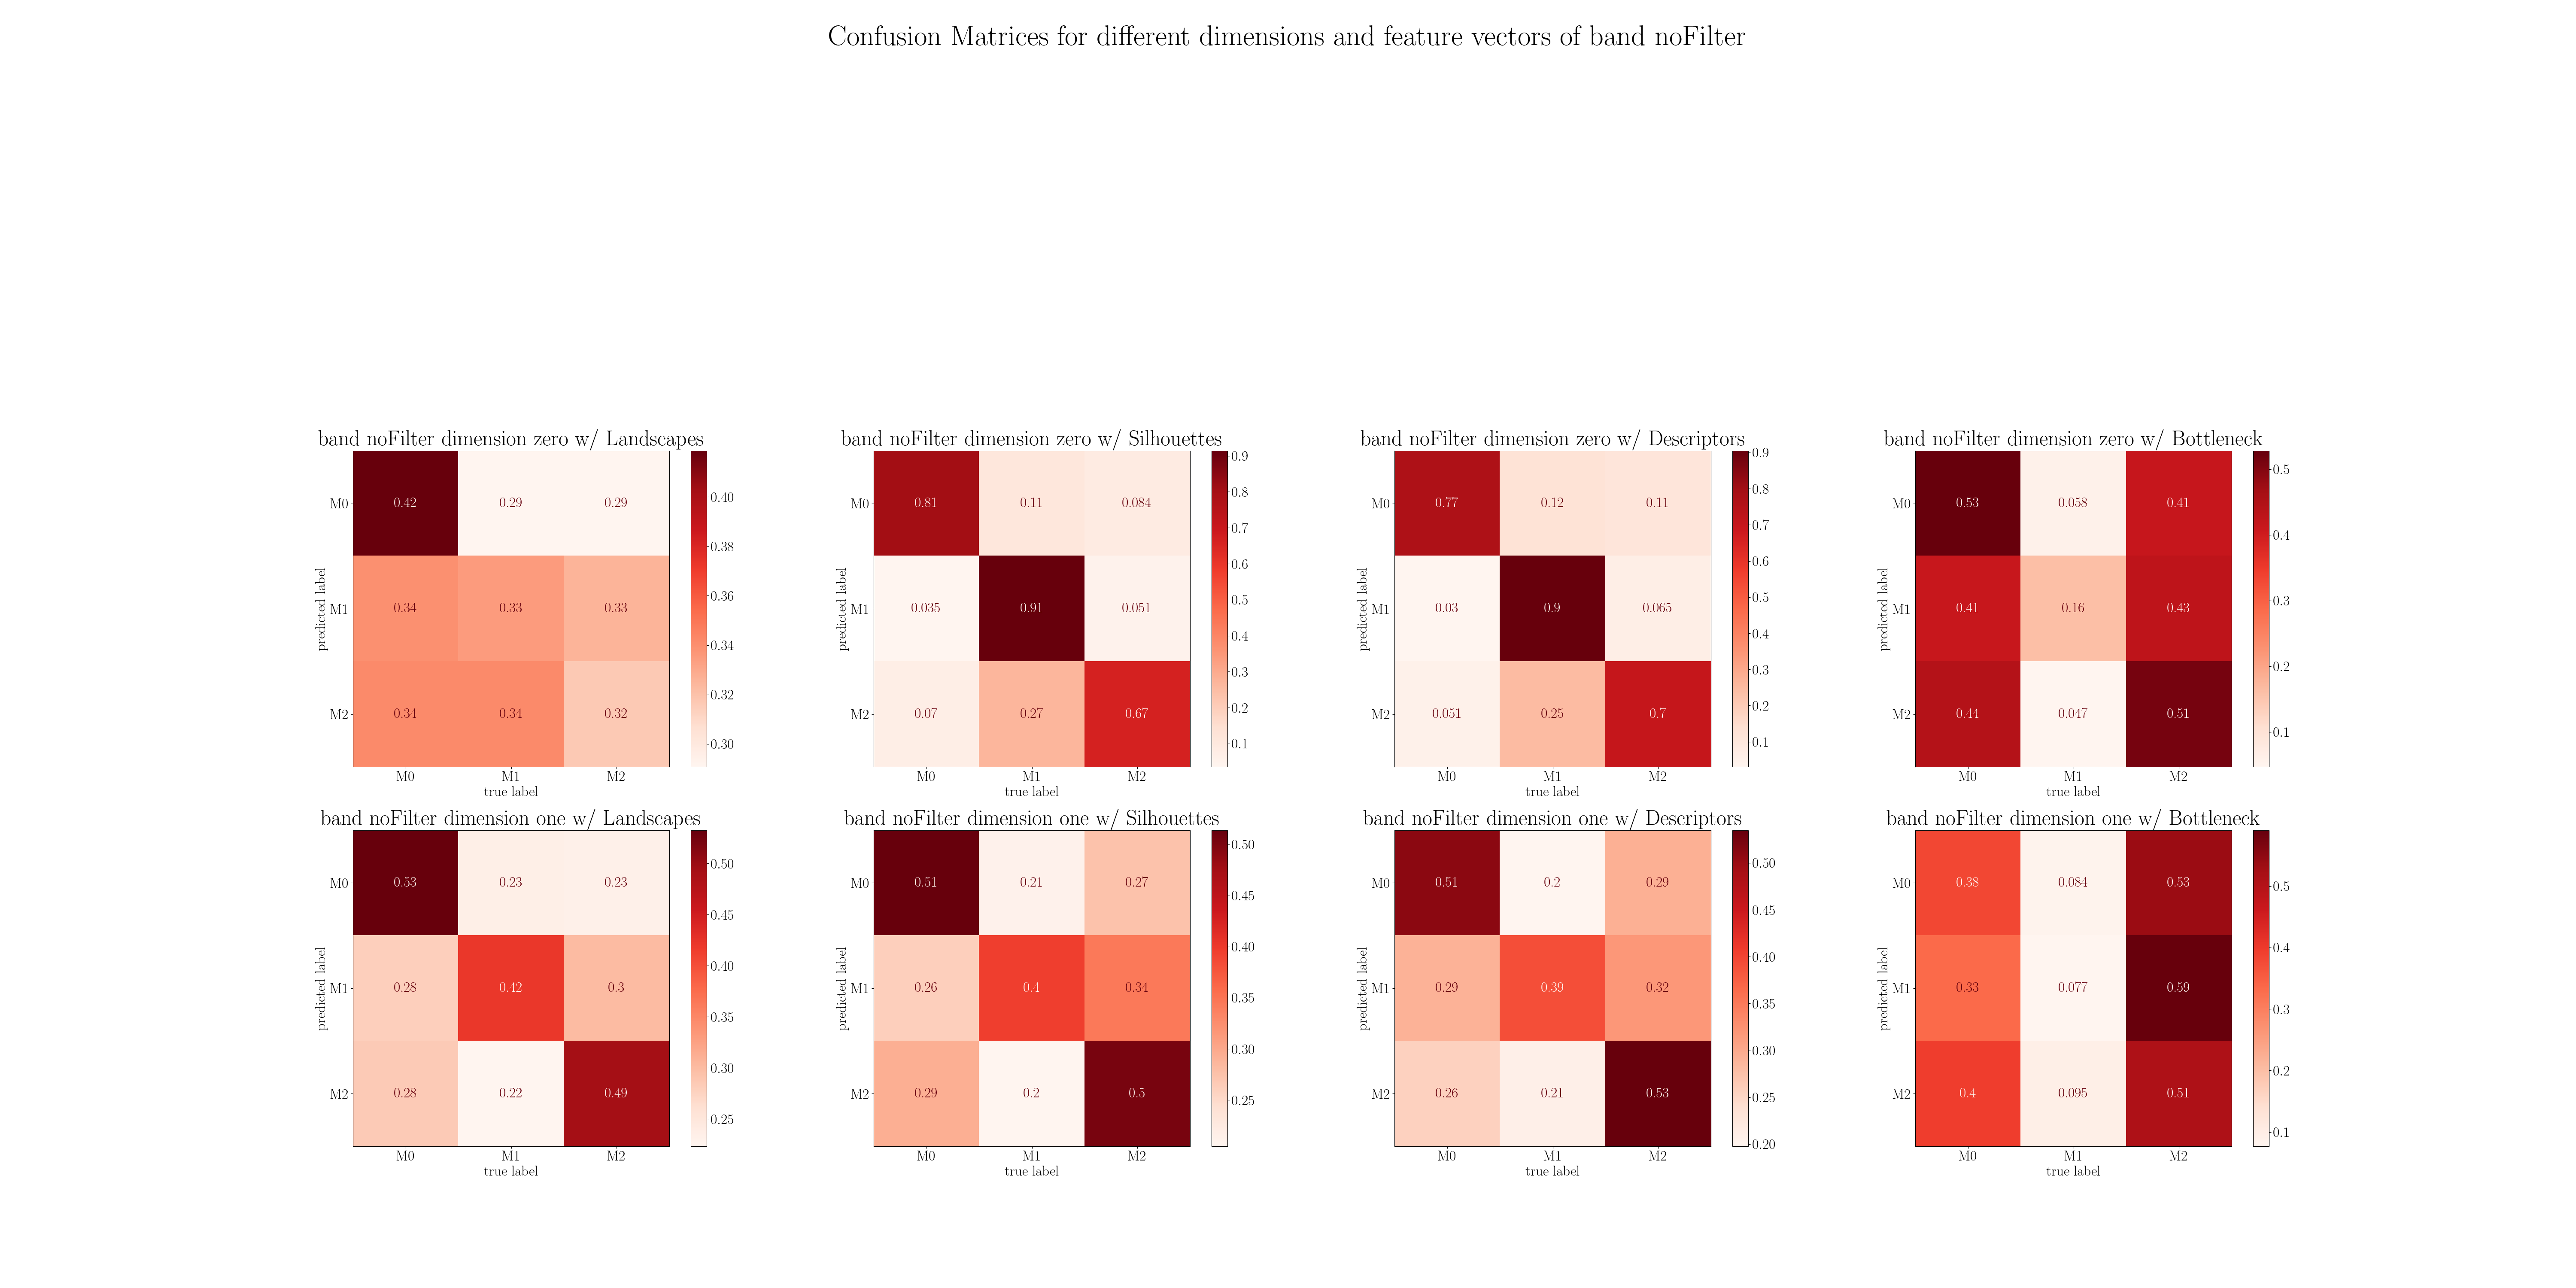 Confusion Matrices for different dimensions and feature vectors of band noFilter
band noFilter dimension zero w/ Landscapes
0.42 0.29 0.29
0.34 0.33 0.33
0.34 0.34 0.32
M0
M1
M2
predicted label
M0 M1 M2
true label
0.40
0.38
0.36
0.34
0.32
0.30
band noFilter dimension zero w/ Silhouettes
0.81 0.11 0.084
0.035 0.91 0.051
0.07 0.27 0.67
M0
M1
M2
predicted label
M0 M1 M2
true label
0.9
0.8
0.7
0.6
0.5
0.4
0.3
0.2
0.1
band noFilter dimension zero w/ Descriptors
0.77 0.12 0.11
0.03 0.9 0.065
0.051 0.25 0.7
M0
M1
M2
predicted label
M0 M1 M2
true label
0.9
0.8
0.7
0.6
0.5
0.4
0.3
0.2
0.1
band noFilter dimension zero w/ Bottleneck
0.53 0.058 0.41
0.41 0.16 0.43
0.44 0.047 0.51
M0
M1
M2
predicted label
M0 M1 M2
true label
0.5
0.4
0.3
0.2
0.1
band noFilter dimension one w/ Landscapes
0.53 0.23 0.23
0.28 0.42 0.3
0.28 0.22 0.49
M0
M1
M2
predicted label
M0 M1 M2
true label
0.50
0.45
0.40
0.35
0.30
0.25
band noFilter dimension one w/ Silhouettes
0.51 0.21 0.27
0.26 0.4 0.34
0.29 0.2 0.5
M0
M1
M2
predicted label
M0 M1 M2
true label
0.50
0.45
0.40
0.35
0.30
0.25
band noFilter dimension one w/ Descriptors
0.51 0.2 0.29
0.29 0.39 0.32
0.26 0.21 0.53
M0
M1
M2
predicted label
M0 M1 M2
true label
0.50
0.45
0.40
0.35
0.30
0.25
0.20
band noFilter dimension one w/ Bottleneck
0.38 0.084 0.53
0.33 0.077 0.59
0.4 0.095 0.51
M0
M1
M2
predicted label
M0 M1 M2
true label
0.5
0.4
0.3
0.2
0.1